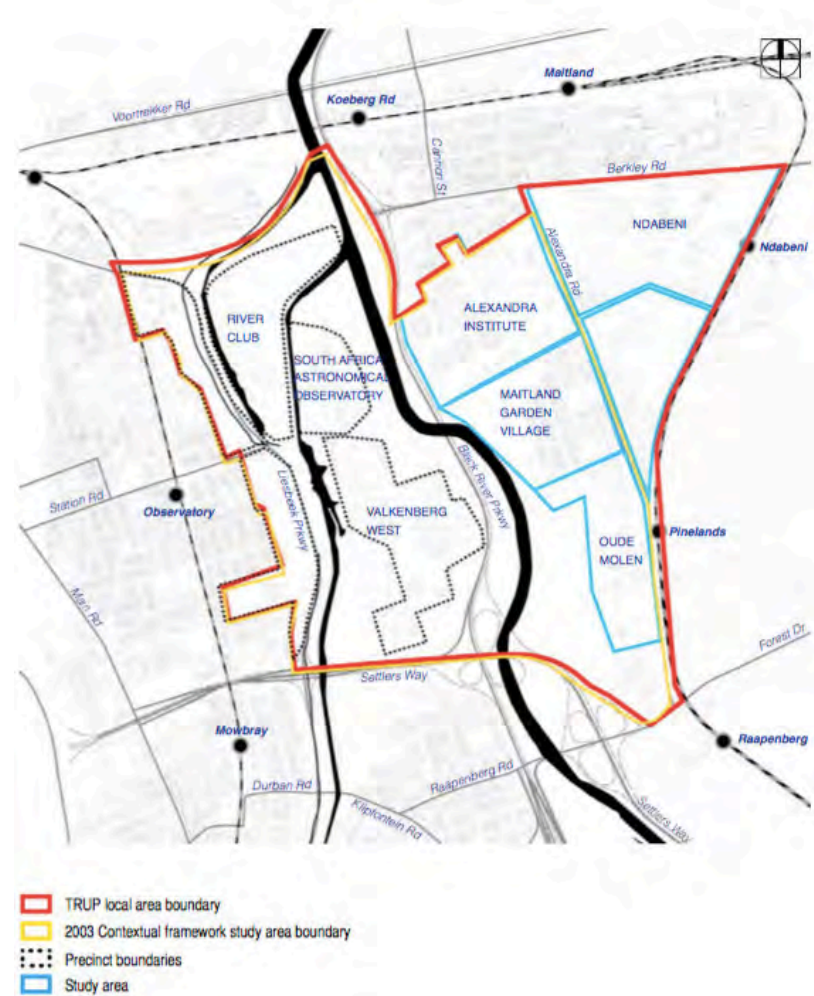 Voortrekker Rd
Koeberg Rd
Maitland
Canhan St
Berkley Rd
NDABENI
Ndabeni
Alexandra Rd
ALEXANDRA
INSTITUTE
RIVER
CLUB
SOUTH AFRICA
ASTRONOMICAL
OBSERVATORY
MAITLAND
GARDEN
VILLAGE
Station Rd
Observatory
Liesbeek Prkwy
Black River Prkwy
VALKENBERG
WEST
OUDE
MOLEN
Pinelands
Main Rd
Forest Dr
Settlers Way
Mowbray
Raapenberg
Durban Rd
Raapenberg Rd
Klipfontein Rd
Settlers Way
TRUP local area boundary
2003 Contextual framework study area boundary
Precinct boundaries
Study area